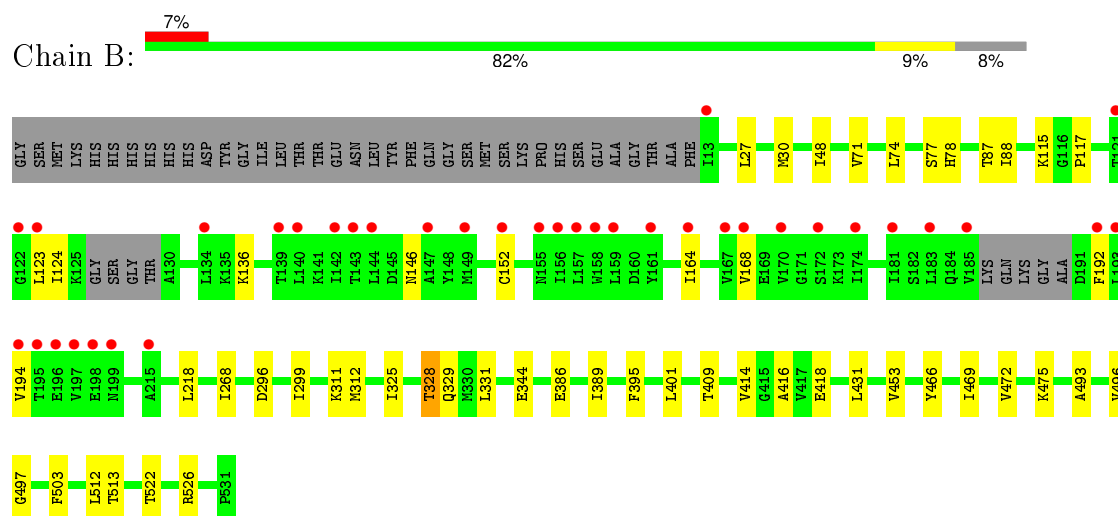 7%
Chain B:
82% 9% 8%
GLY SER MET LYS HIS HIS HIS HIS HIS HIS ASP TYR GLY ILE LEU THR THR GLU ASN LEU TYR PHE GLN GLY SER MET SER LYS PRO HIS SER GLU ALA GLY THR ALA PHE I13 L27 M30 I48 V71 L74 S77 H78 T87 I88 K115 G116 P117 T121
G122 L123 I124 K125 GLY SER GLY THR A130 L134 K135 K136 T139 L140 K141 I142 T143 L144 D145 N146 A147 Y148 M149 C152 N155 I156 L157 W158 L159 D160 Y161 I164 V167 V168 E169 V170 G171 S172 K173 I174 I181 S182 L183 Q184 V185 LYS GLN LYS GLY ALA D191 F192 L193
V194 T195 E196 V197 E198 N199 A215 L218 I268 D296 I299 K311 M312 I325 T328 Q329 M330 L331 E344 E386 I389 F395 L401 T409 V414 G415 A416 V417 E418 L431 V453 Y466 I469 V472 K475 A493 V496
G497 F503 L512 T513 T522 R526 P531